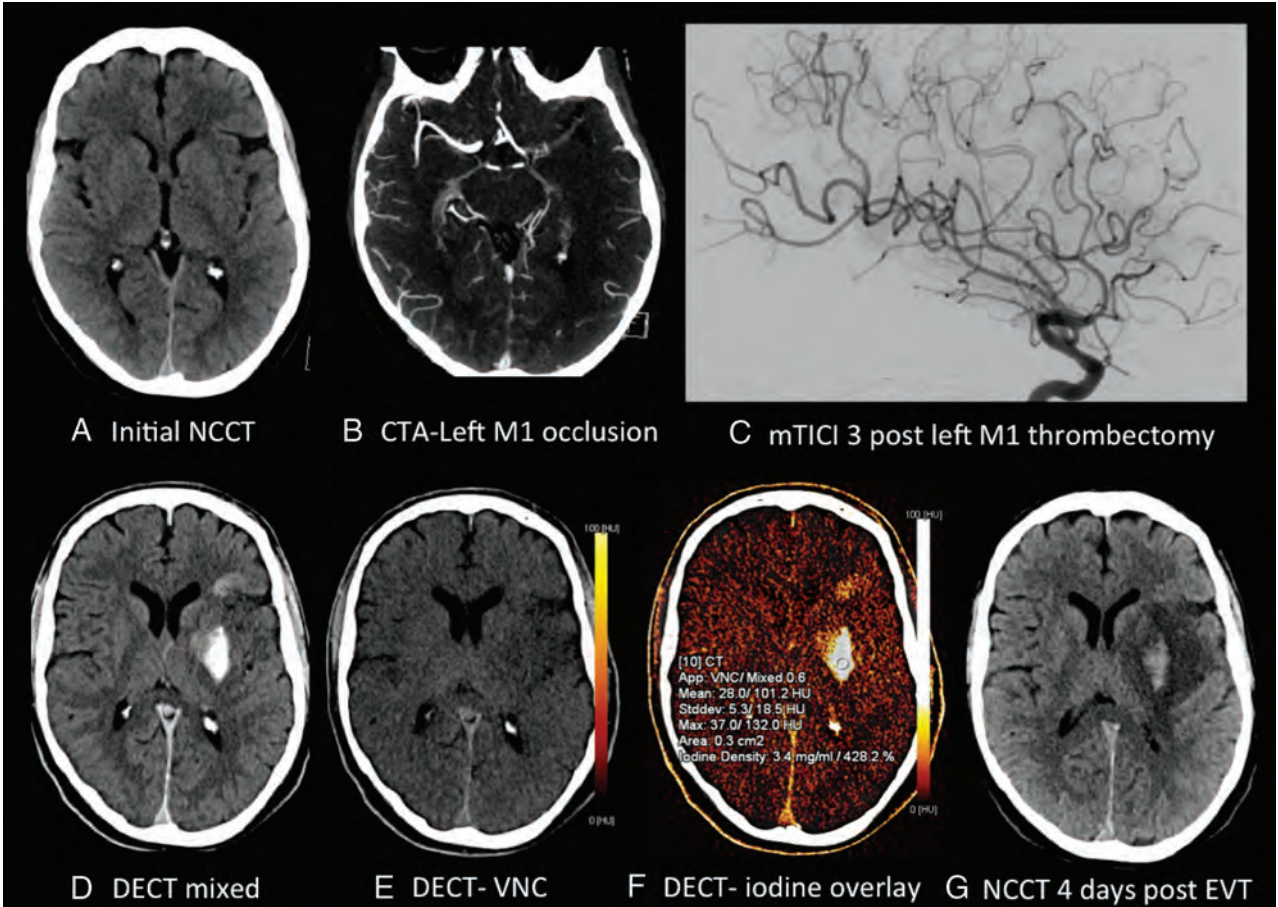 A Initial NCCT
B CTA-Left M1 occlusion
C mTICI 3 post left M1 thrombectomy
100 [HU]
0 [HU]
[10] CT
App: VNC/ Mixed 0.6
Mean: 28.0/ 101.2 HU
Stddev: 5.3/ 18.5 HU
Max: 37.0/ 132.0 HU
Area: 0.3 cm2
Iodine Density: 3.4 mg/ml / 428.2 %
100 [HU]
0 [HU]
D DECT mixed
E DECT- VNC
F DECT- iodine overlay
G NCCT 4 days post EVT